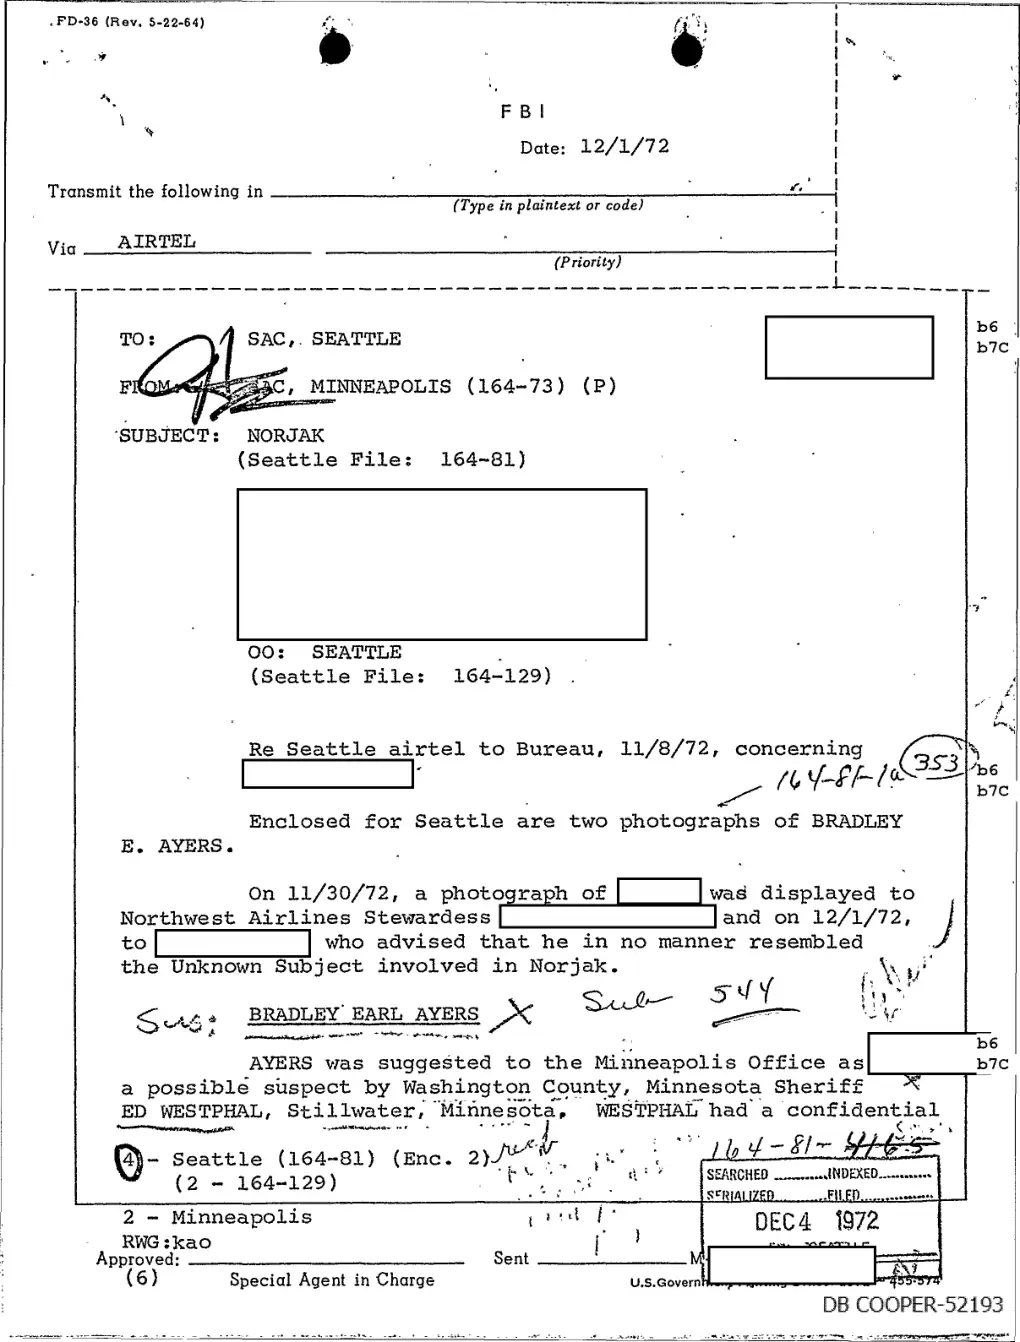 FD-36 (Rev. 5-22-64)
F B I
Date: 12/1/72
Transmit the following in
(Type in plaintext or code)
Via AIRTEL
(Priority)
TO: SAC, SEATTLE
b6
b7C
FROM: SAC, MINNEAPOLIS (164-73) (P)
SUBJECT: NORJAK
(Seattle File: 164-81)
OO: SEATTLE
(Seattle File: 164-129)
Re Seattle airtel to Bureau, 11/8/72, concerning
353
b6
164-81-1a
b7C
Enclosed for Seattle are two photographs of BRADLEY
E. AYERS.
On 11/30/72, a photograph of was displayed to
Northwest Airlines Stewardess and on 12/1/72,
to who advised that he in no manner resembled
the Unknown Subject involved in Norjak.
Sus: BRADLEY EARL AYERS X Sub 544
b6
AYERS was suggested to the Minneapolis Office as
b7C
a possible suspect by Washington County, Minnesota Sheriff
ED WESTPHAL, Stillwater, Minnesota. WESTPHAL had a confidential
4 - Seattle (164-81) (Enc. 2)
164-81-
(2 - 164-129)
SEARCHED INDEXED
SERIALIZED FILED
2 - Minneapolis
DEC 4 1972
RWG:kao
Approved: Sent M
(6) Special Agent in Charge
U.S.Govern
DB COOPER-52193